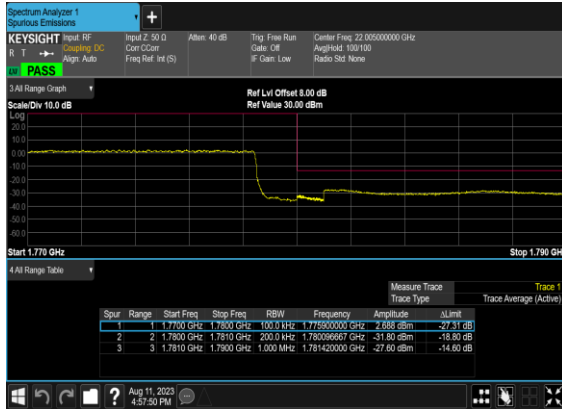 Spectrum Analyzer 1
Spurious Emissions
+
KEYSIGHT Input: RF Input Z: 50 Ω Atten: 40 dB Trig: Free Run Center Freq: 22.005000000 GHz
R T Coupling: DC Corr CCorr Gate: Off Avg|Hold: 100/100
Align: Auto Freq Ref: Int (S) IF Gain: Low Radio Std: None
LXI PASS
3 All Range Graph
Ref Lvl Offset 8.00 dB
Scale/Div 10.0 dB Ref Value 30.00 dBm
Log
20.0
10.0
0.00
-10.0
-20.0
-30.0
-40.0
-50.0
-60.0
Start 1.770 GHz Stop 1.790 GH
4 All Range Table
Measure Trace Trace 1
Trace Type Trace Average (Active)
Spur Range Start Freq Stop Freq RBW Frequency Amplitude ΔLimit
1 1 1.7700 GHz 1.7800 GHz 100.0 kHz 1.775900000 GHz 2.688 dBm -27.31 dB
2 2 1.7800 GHz 1.7810 GHz 200.0 kHz 1.780096667 GHz -31.80 dBm -18.80 dB
3 3 1.7810 GHz 1.7900 GHz 1.000 MHz 1.781420000 GHz -27.60 dBm -14.60 dB
? Aug 11, 2023
4:57:50 PM